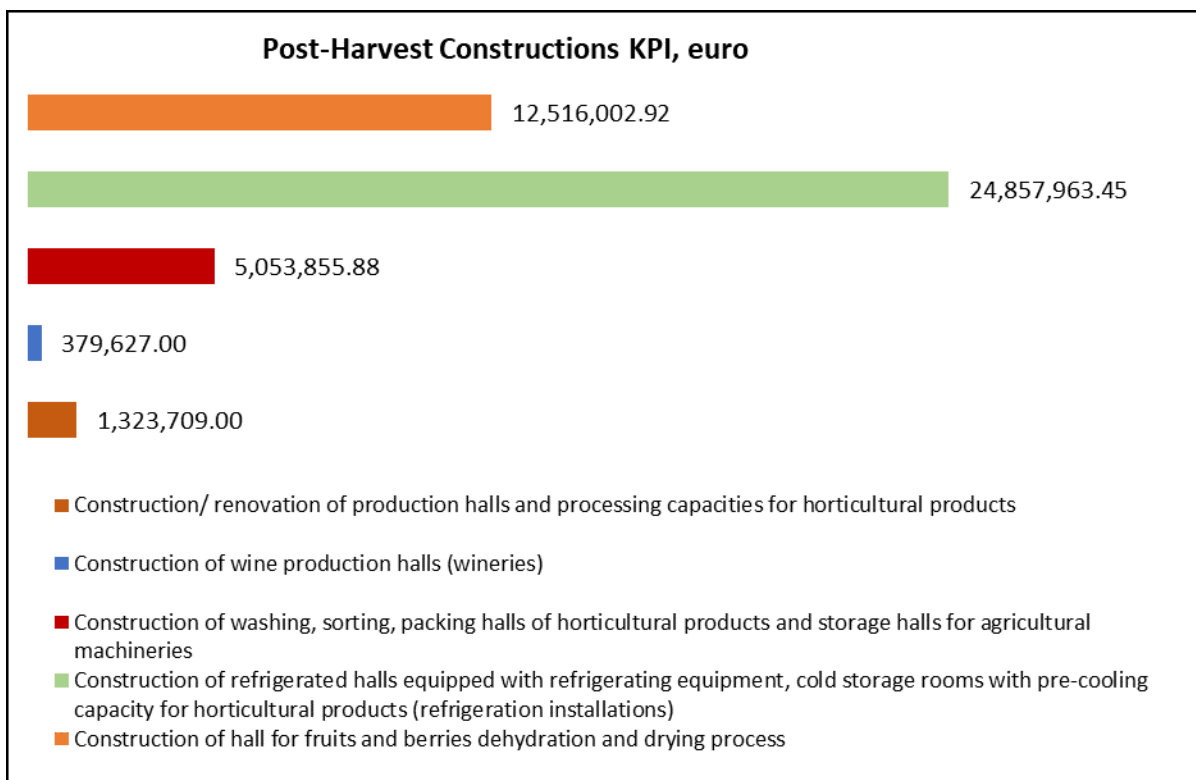 Post-Harvest Constructions KPI, euro
12,516,002.92
24,857,963.45
5,053,855.88
379,627.00
1,323,709.00
Construction/ renovation of production halls and processing capacities for horticultural products
Construction of wine production halls (wineries)
Construction of washing, sorting, packing halls of horticultural products and storage halls for agricultural
machineries
Construction of refrigerated halls equipped with refrigerating equipment, cold storage rooms with pre-cooling
capacity for horticultural products (refrigeration installations)
Construction of hall for fruits and berries dehydration and drying process